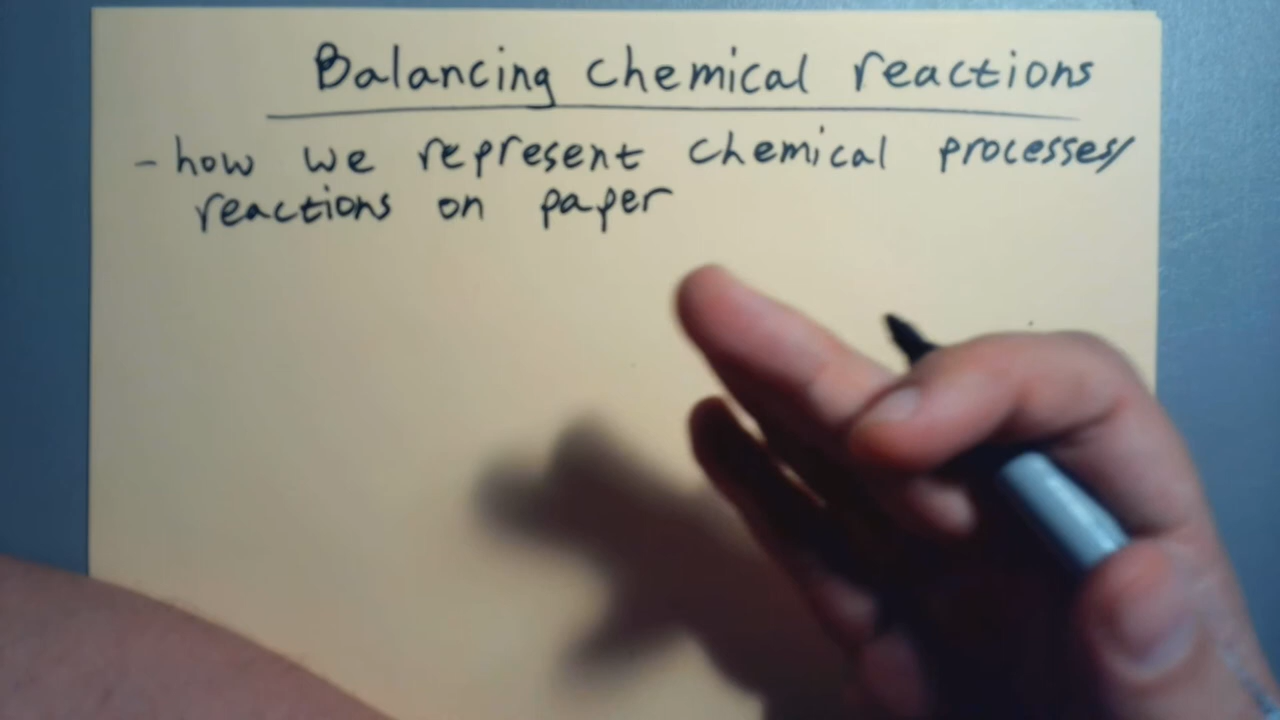 Balancing chemical reactions
- how we represent chemical processes/
reactions on paper